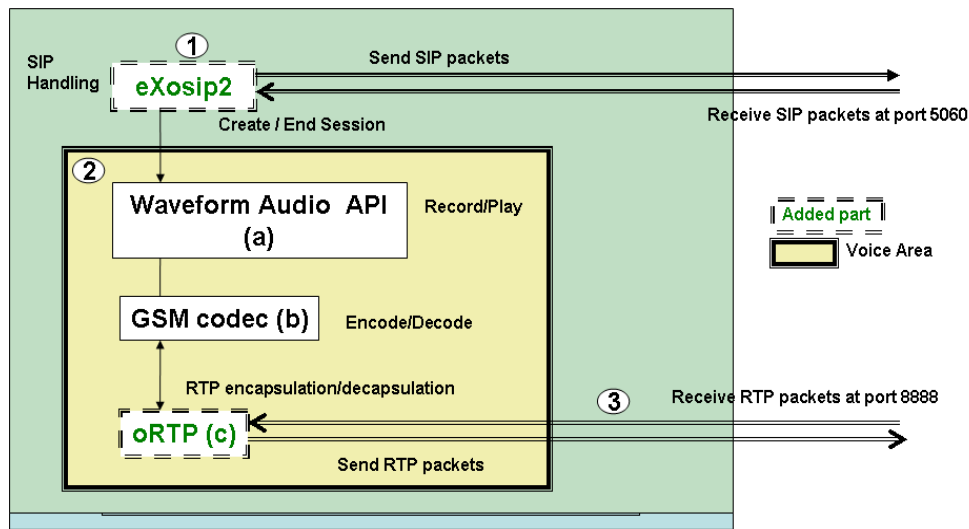 1
Send SIP packets
SIP
Handling
eXosip2
Receive SIP packets at port 5060
Create / End Session
2
Waveform Audio API
(a)
Record/Play
Added part
Voice Area
GSM codec (b)
Encode/Decode
RTP encapsulation/decapsulation
3
Receive RTP packets at port 8888
oRTP (c)
Send RTP packets